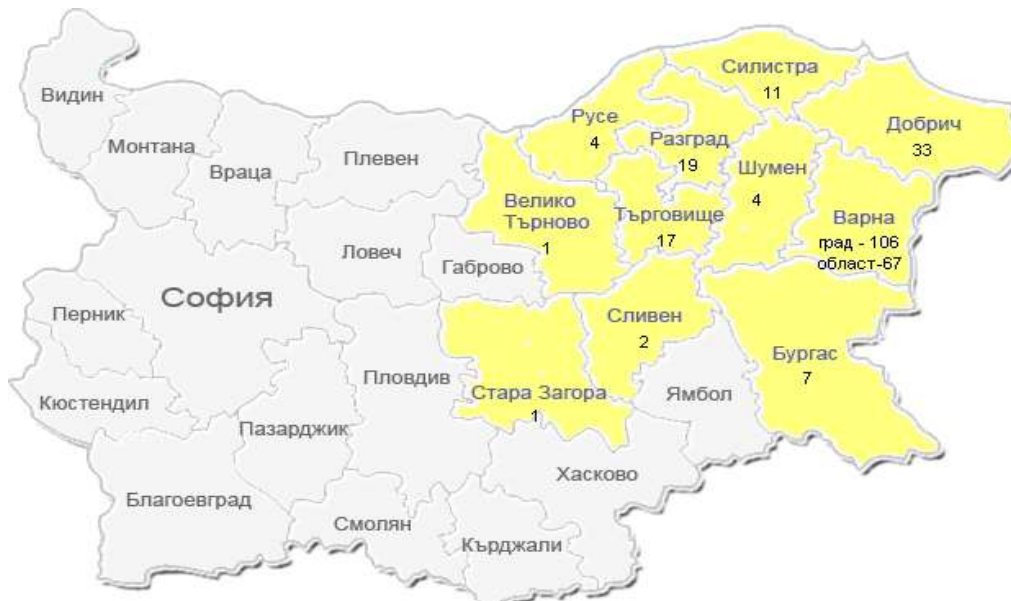 Видин
Монтана
Враца
Плевен
Ловеч
Габрово
Велико
Търново
1
Русе
4
Разград
19
Силистра
11
Добрич
33
Шумен
4
Търговище
17
Варна
град - 106
област-67
София
Перник
Кюстендил
Пловдив
Пазарджик
Благоевград
Смолян
Кърджали
Хасково
Стара Загора
1
Сливен
2
Ямбол
Бургас
7